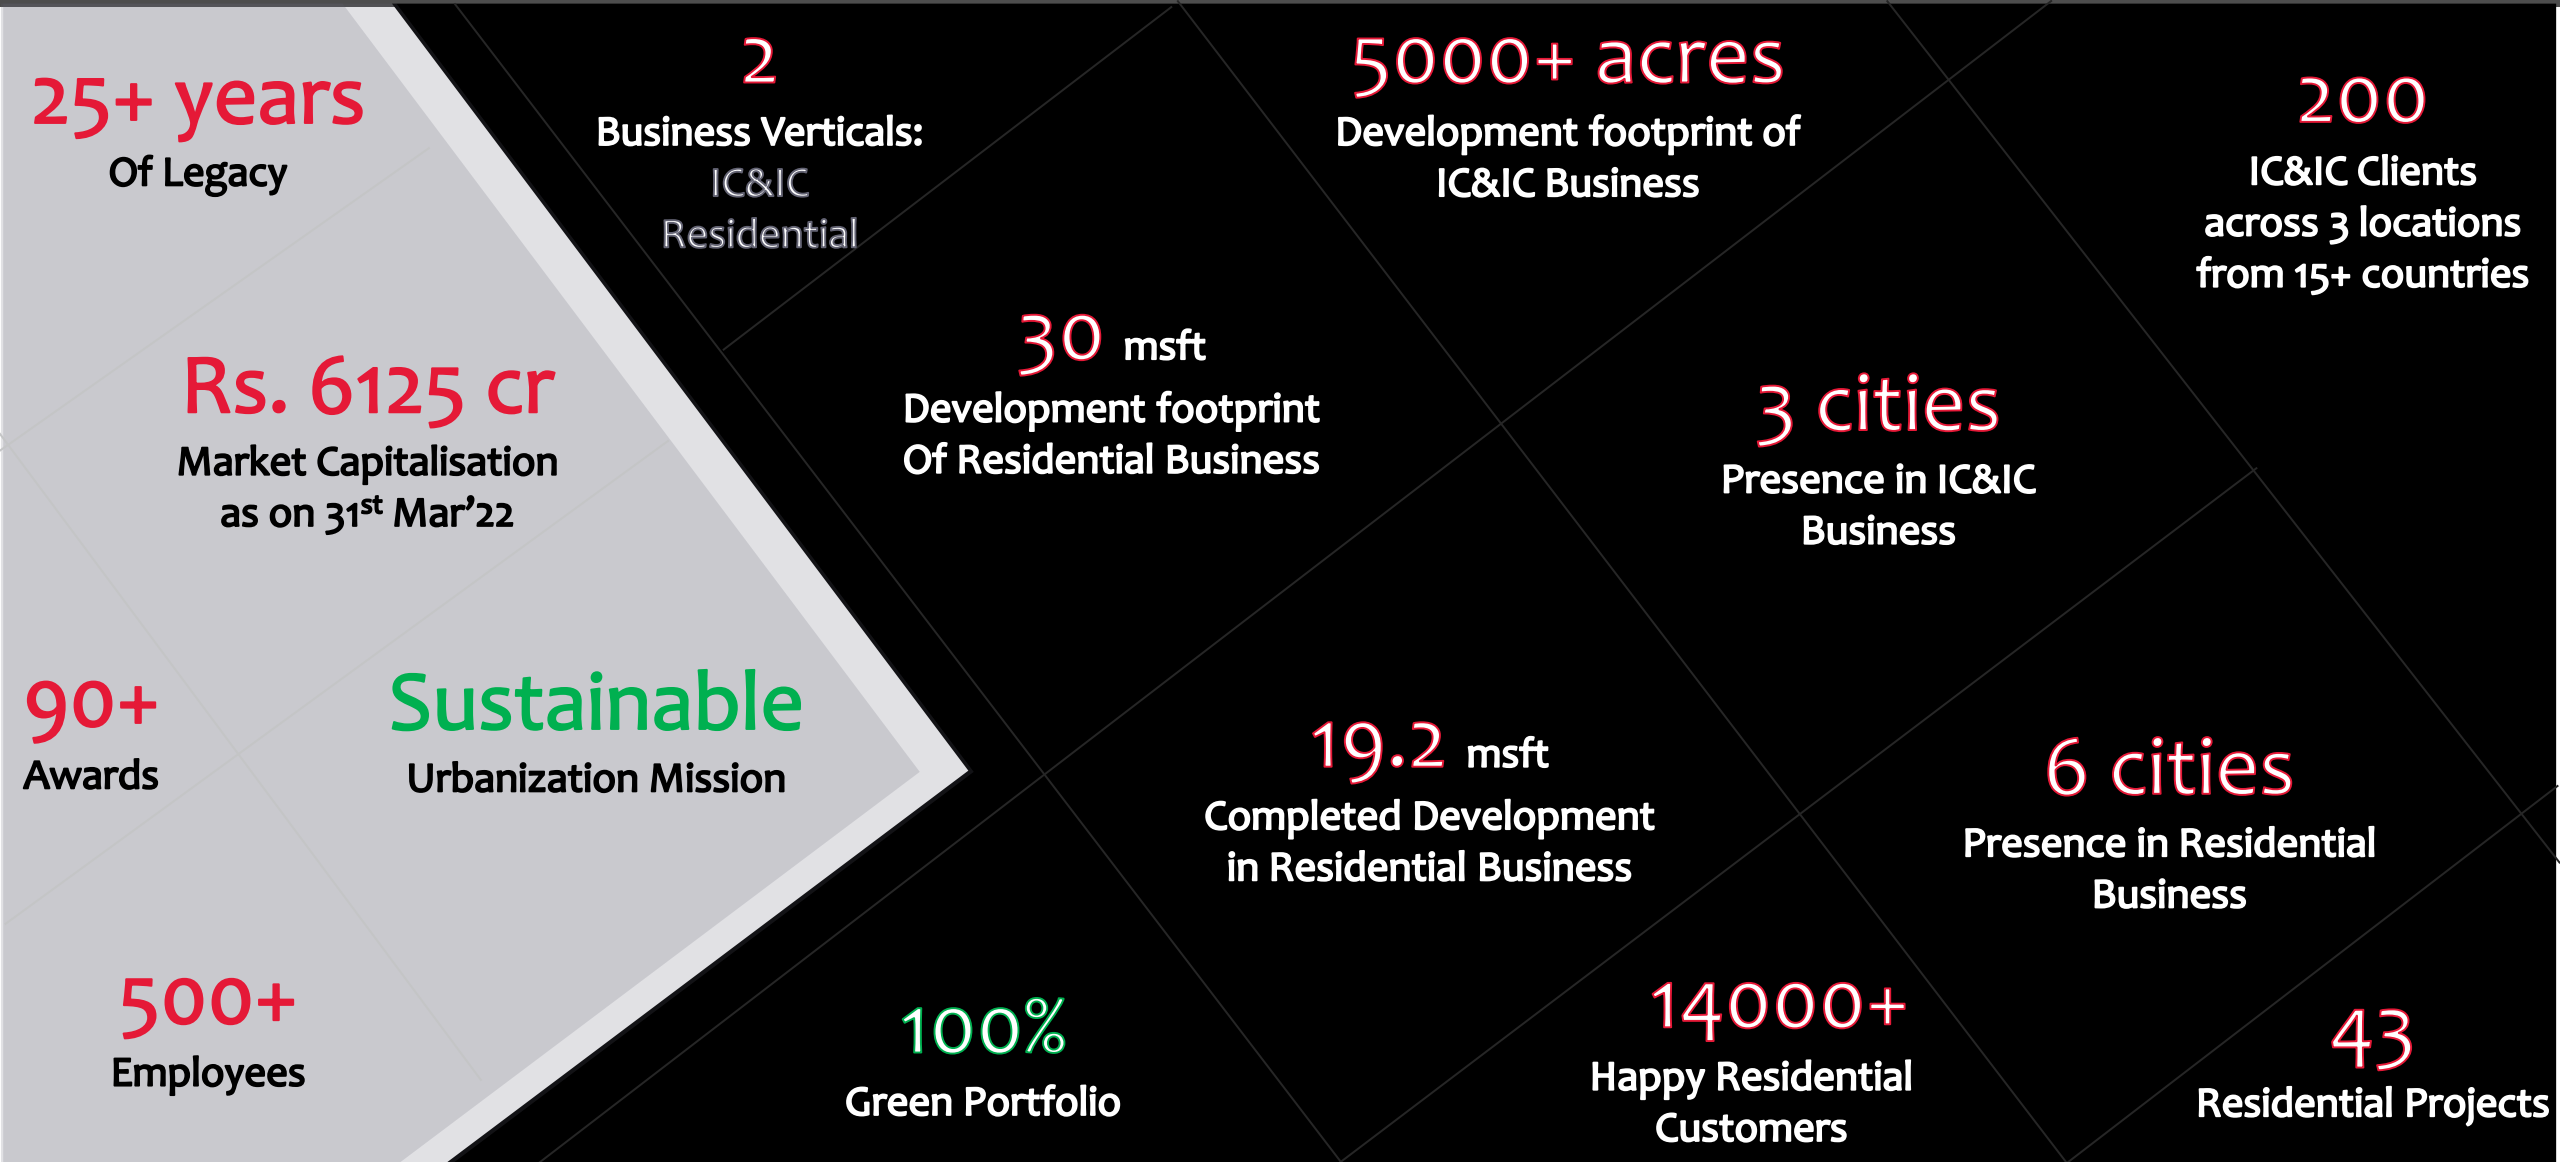 25+ years
Of Legacy
Rs. 6125 cr
Market Capitalisation
as on 31st Mar’22
90+
Awards
Sustainable
Urbanization Mission
500+
Employees
2
Business Verticals:
IC&IC
Residential
5000+ acres
Development footprint of
IC&IC Business
200
IC&IC Clients
across 3 locations
from 15+ countries
30 msft
Development footprint
Of Residential Business
3 cities
Presence in IC&IC
Business
19.2 msft
Completed Development
in Residential Business
6 cities
Presence in Residential
Business
100%
Green Portfolio
14000+
Happy Residential
Customers
43
Residential Projects